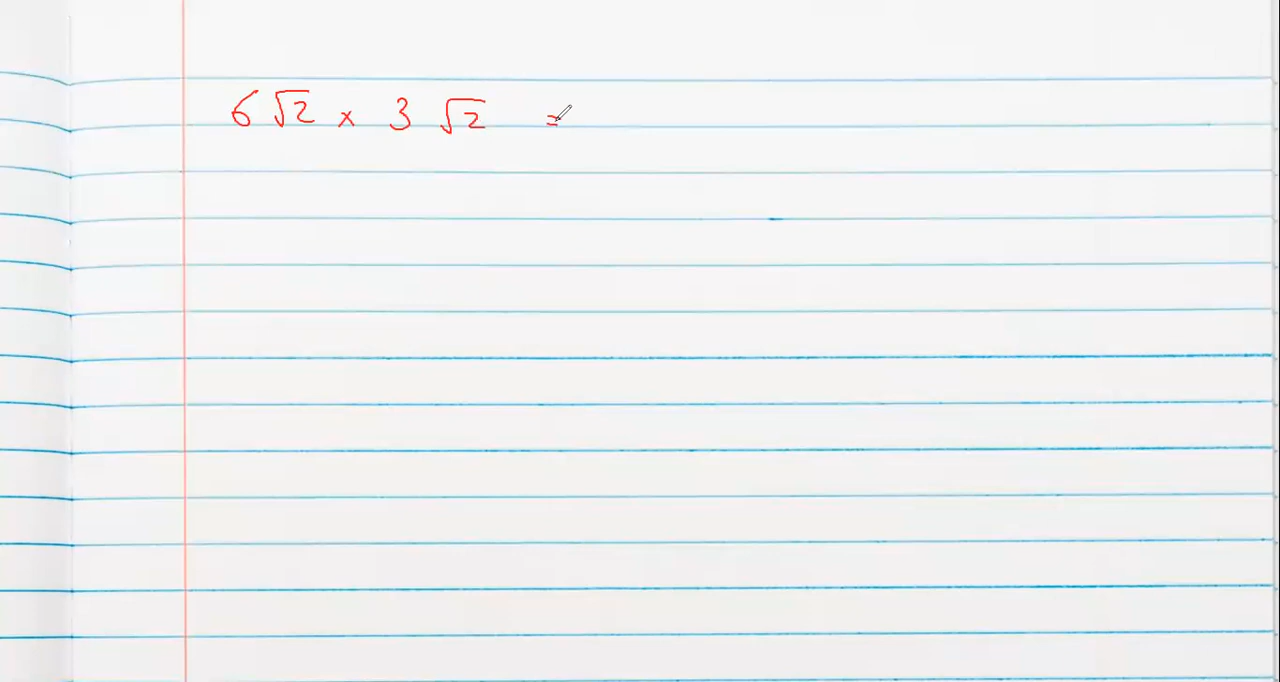 6 √2 × 3 √2 =